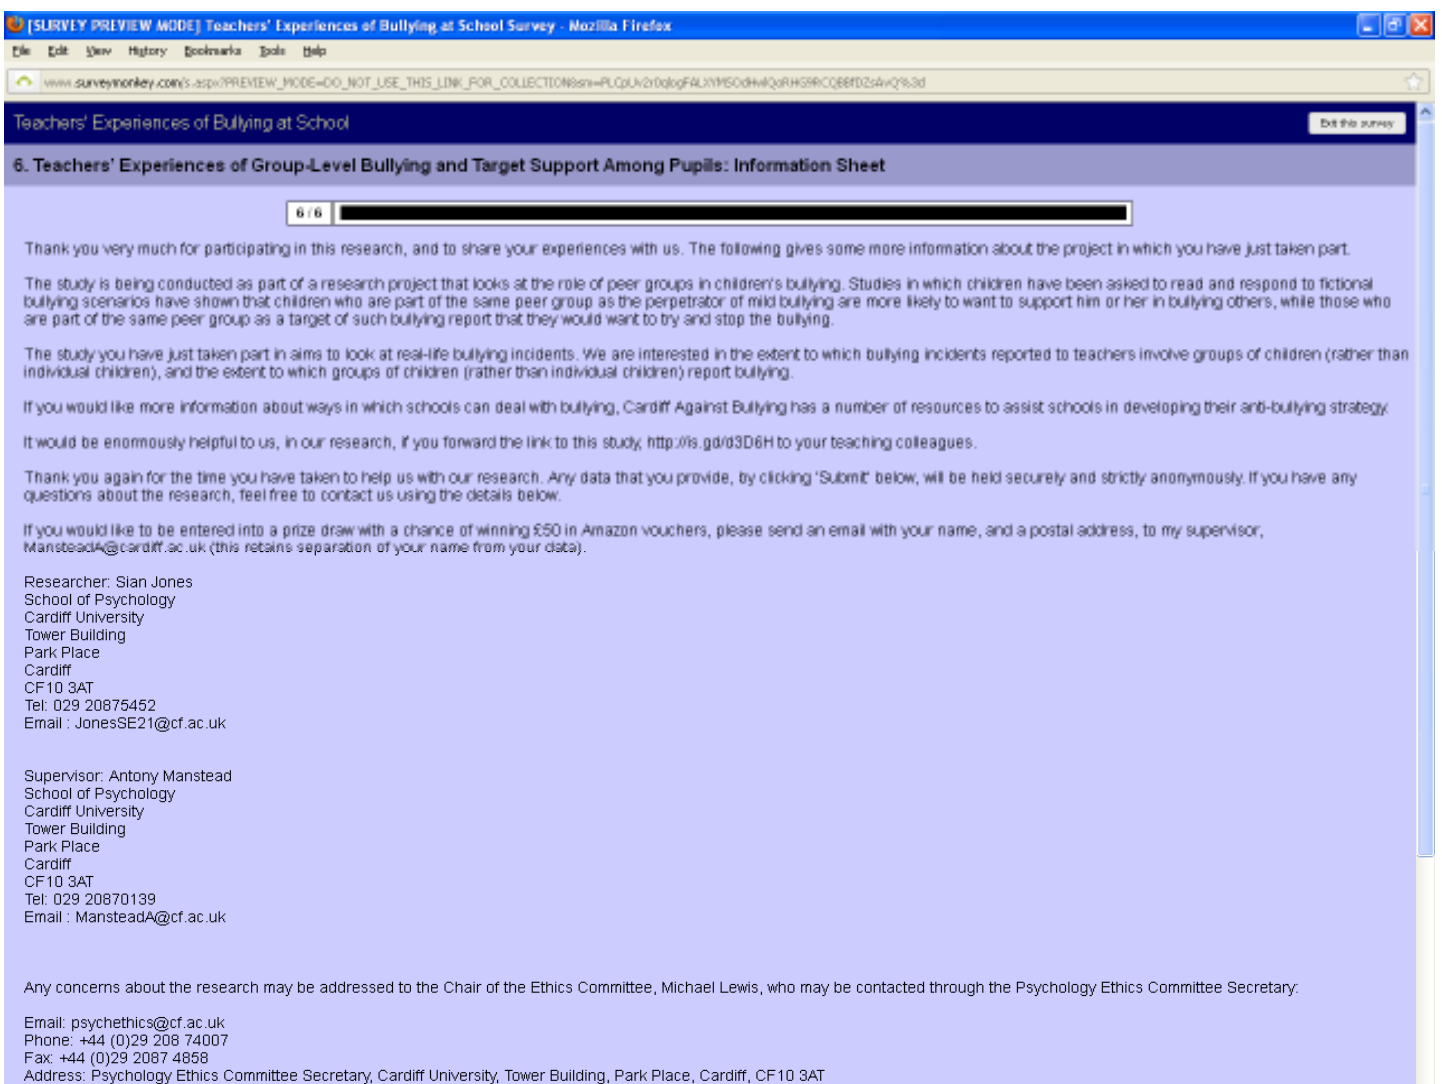 [SURVEY PREVIEW MODE] Teachers' Experiences of Bullying at School Survey - Mozilla Firefox
File Edit View History Bookmarks Tools Help
www.surveymonkey.com/s.aspx?PREVIEW_MODE=DO_NOT_USE_THIS_LINK_FOR_COLLECTION
Teachers' Experiences of Bullying at School
Exit this survey
6. Teachers' Experiences of Group-Level Bullying and Target Support Among Pupils: Information Sheet
6 / 6
Thank you very much for participating in this research, and to share your experiences with us. The following gives some more information about the project in which you have just taken part.
The study is being conducted as part of a research project that looks at the role of peer groups in children's bullying. Studies in which children have been asked to read and respond to fictional
bullying scenarios have shown that children who are part of the same peer group as the perpetrator of mild bullying are more likely to want to support him or her in bullying others, while those who
are part of the same peer group as a target of such bullying report that they would want to try and stop the bullying.
The study you have just taken part in aims to look at real-life bullying incidents. We are interested in the extent to which bullying incidents reported to teachers involve groups of children (rather than
individual children), and the extent to which groups of children (rather than individual children) report bullying.
If you would like more information about ways in which schools can deal with bullying, Cardiff Against Bullying has a number of resources to assist schools in developing their anti-bullying strategy.
It would be enormously helpful to us, in our research, if you forward the link to this study, http://is.gd/d3D6H to your teaching colleagues.
Thank you again for the time you have taken to help us with our research. Any data that you provide, by clicking 'Submit' below, will be held securely and strictly anonymously. If you have any
questions about the research, feel free to contact us using the details below.
If you would like to be entered into a prize draw with a chance of winning £50 in Amazon vouchers, please send an email with your name, and a postal address, to my supervisor,
MansteadA@cardiff.ac.uk (this retains separation of your name from your data).
Researcher: Sian Jones
School of Psychology
Cardiff University
Tower Building
Park Place
Cardiff
CF10 3AT
Tel: 029 20875452
Email : JonesSE21@cf.ac.uk
Supervisor: Antony Manstead
School of Psychology
Cardiff University
Tower Building
Park Place
Cardiff
CF10 3AT
Tel: 029 20870139
Email : MansteadA@cf.ac.uk
Any concerns about the research may be addressed to the Chair of the Ethics Committee, Michael Lewis, who may be contacted through the Psychology Ethics Committee Secretary:
Email: psychethics@cf.ac.uk
Phone: +44 (0)29 208 74007
Fax: +44 (0)29 2087 4858
Address: Psychology Ethics Committee Secretary, Cardiff University, Tower Building, Park Place, Cardiff, CF10 3AT